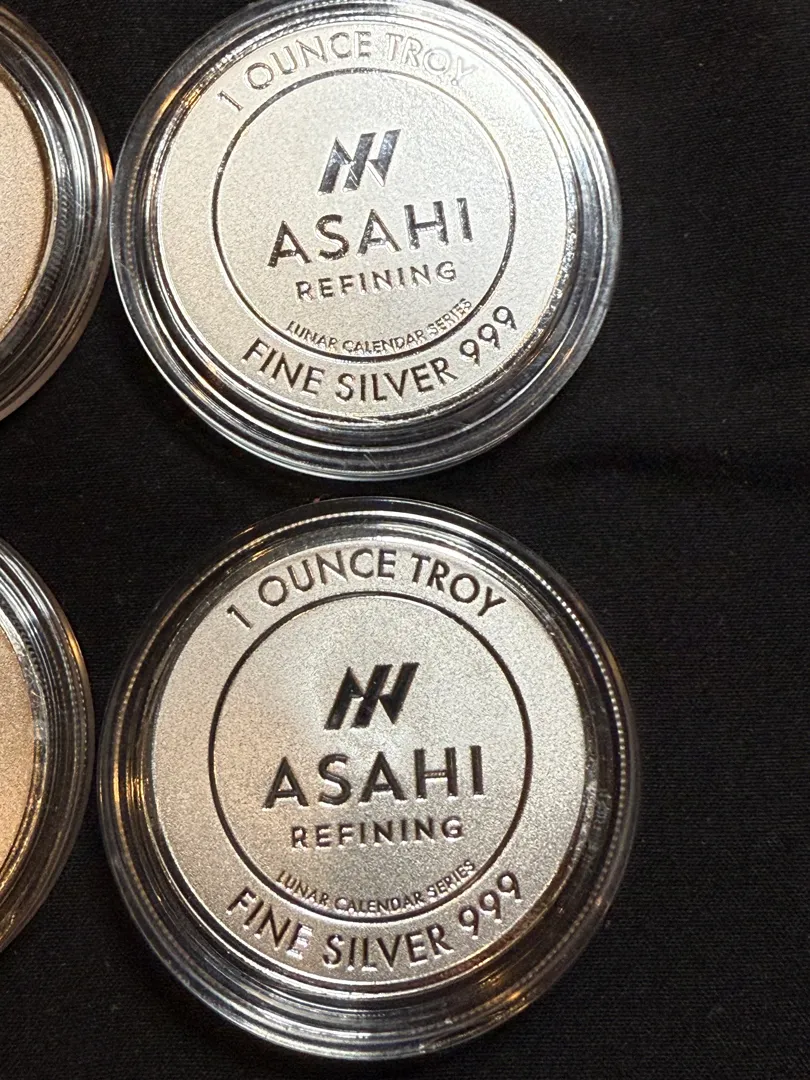 1 OUNCE TROY
ASAHI
REFINING
LUNAR CALENDAR SERIES
FINE SILVER 999
1 OUNCE TROY
ASAHI
REFINING
LUNAR CALENDAR SERIES
FINE SILVER 999